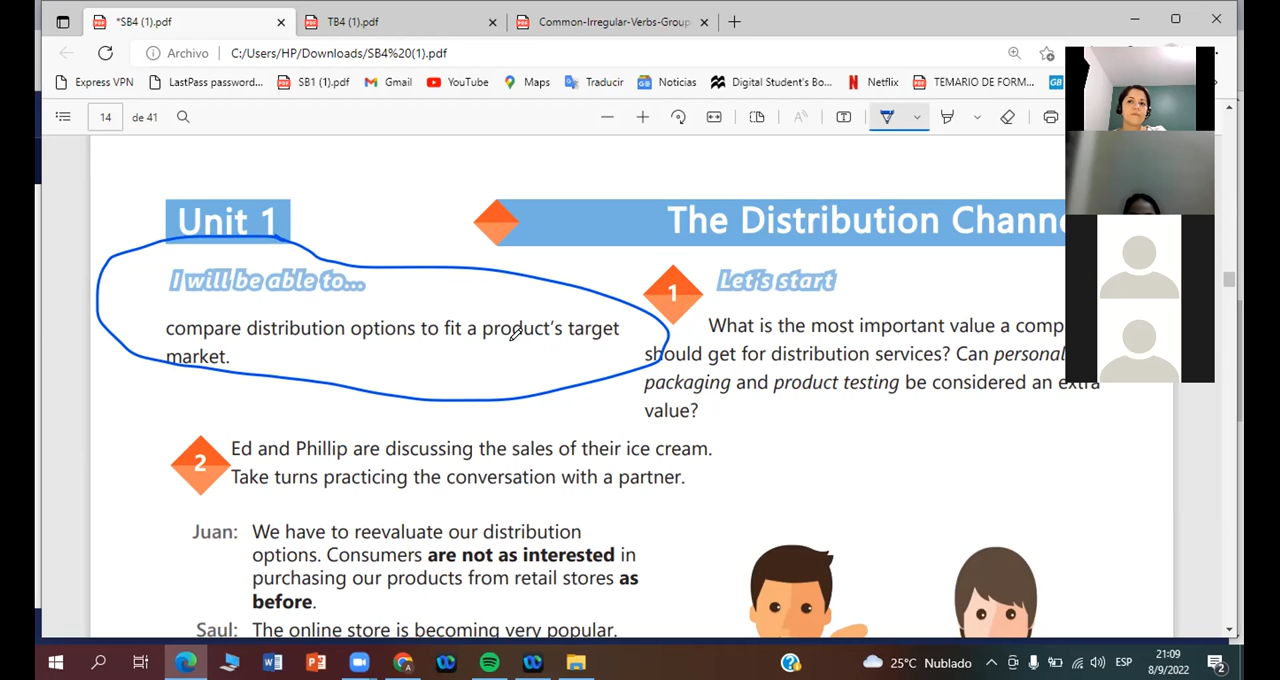 *SB4 (1).pdf
TB4 (1).pdf
Common-Irregular-Verbs-Group
Archivo
C:/Users/HP/Downloads/SB4%20(1).pdf
Express VPN
LastPass password...
SB1 (1).pdf
Gmail
YouTube
Maps
Traducir
Noticias
Digital Student's Bo...
Netflix
TEMARIO DE FORM...
14
de 41
Unit 1
The Distribution Channe
I will be able to...
compare distribution options to fit a product's target
market.
1
Let's start
What is the most important value a comp
should get for distribution services? Can personal
packaging and product testing be considered an extra
value?
2
Ed and Phillip are discussing the sales of their ice cream.
Take turns practicing the conversation with a partner.
Juan: We have to reevaluate our distribution
options. Consumers are not as interested in
purchasing our products from retail stores as
before.
Saul: The online store is becoming very popular.
25°C Nublado
ESP
21:09
8/9/2022
2